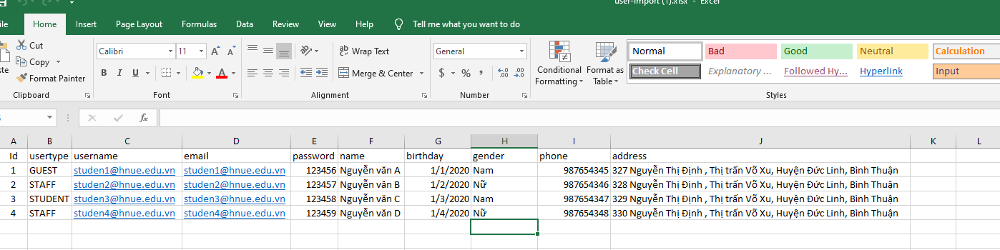 user-import (1).xlsx - Excel
Home Insert Page Layout Formulas Data Review View Help Tell me what you want to do
Cut Calibri 11 Wrap Text General Normal Bad Good Neutral Calculation
Copy Conditional Format as
Format Painter B I U A Merge & Center $ % , Formatting Table Check Cell Explanatory ... Followed Hy... Hyperlink Input
Clipboard Font Alignment Number Styles
fx
A B C D E F G H I J K L
Id usertype username email password name birthday gender phone address
1 GUEST studen1@hnue.edu.vn studen1@hnue.edu.vn 123456 Nguyễn văn A 1/1/2020 Nam 987654345 327 Nguyễn Thị Định , Thị trấn Võ Xu, Huyện Đức Linh, Bình Thuận
2 STAFF studen2@hnue.edu.vn studen2@hnue.edu.vn 123457 Nguyễn văn B 1/2/2020 Nữ 987654346 328 Nguyễn Thị Định , Thị trấn Võ Xu, Huyện Đức Linh, Bình Thuận
3 STUDENT studen3@hnue.edu.vn studen3@hnue.edu.vn 123458 Nguyễn văn C 1/3/2020 Nam 987654347 329 Nguyễn Thị Định , Thị trấn Võ Xu, Huyện Đức Linh, Bình Thuận
4 STAFF studen4@hnue.edu.vn studen4@hnue.edu.vn 123459 Nguyễn văn D 1/4/2020 Nữ 987654348 330 Nguyễn Thị Định , Thị trấn Võ Xu, Huyện Đức Linh, Bình Thuận